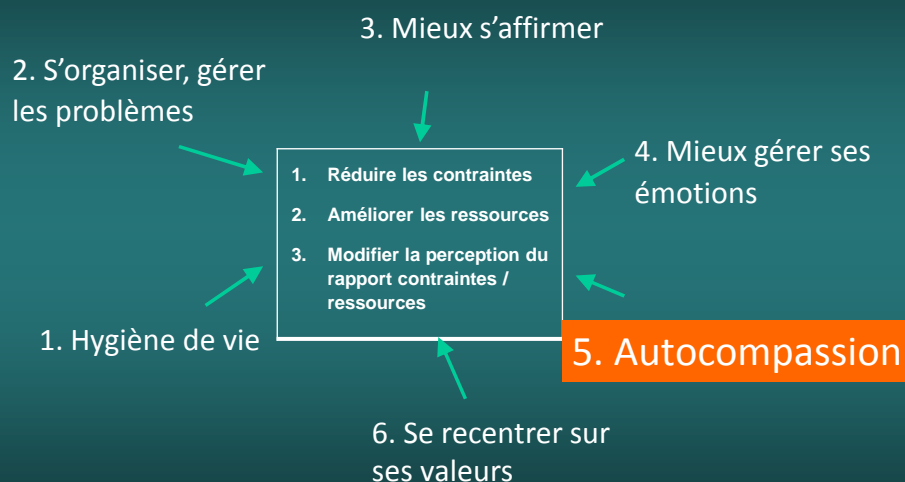 3. Mieux s'affirmer
2. S'organiser, gérer
les problèmes
4. Mieux gérer ses
émotions
1. Réduire les contraintes
2. Améliorer les ressources
3. Modifier la perception du
rapport contraintes /
ressources
1. Hygiène de vie
5. Autocompassion
6. Se recentrer sur
ses valeurs